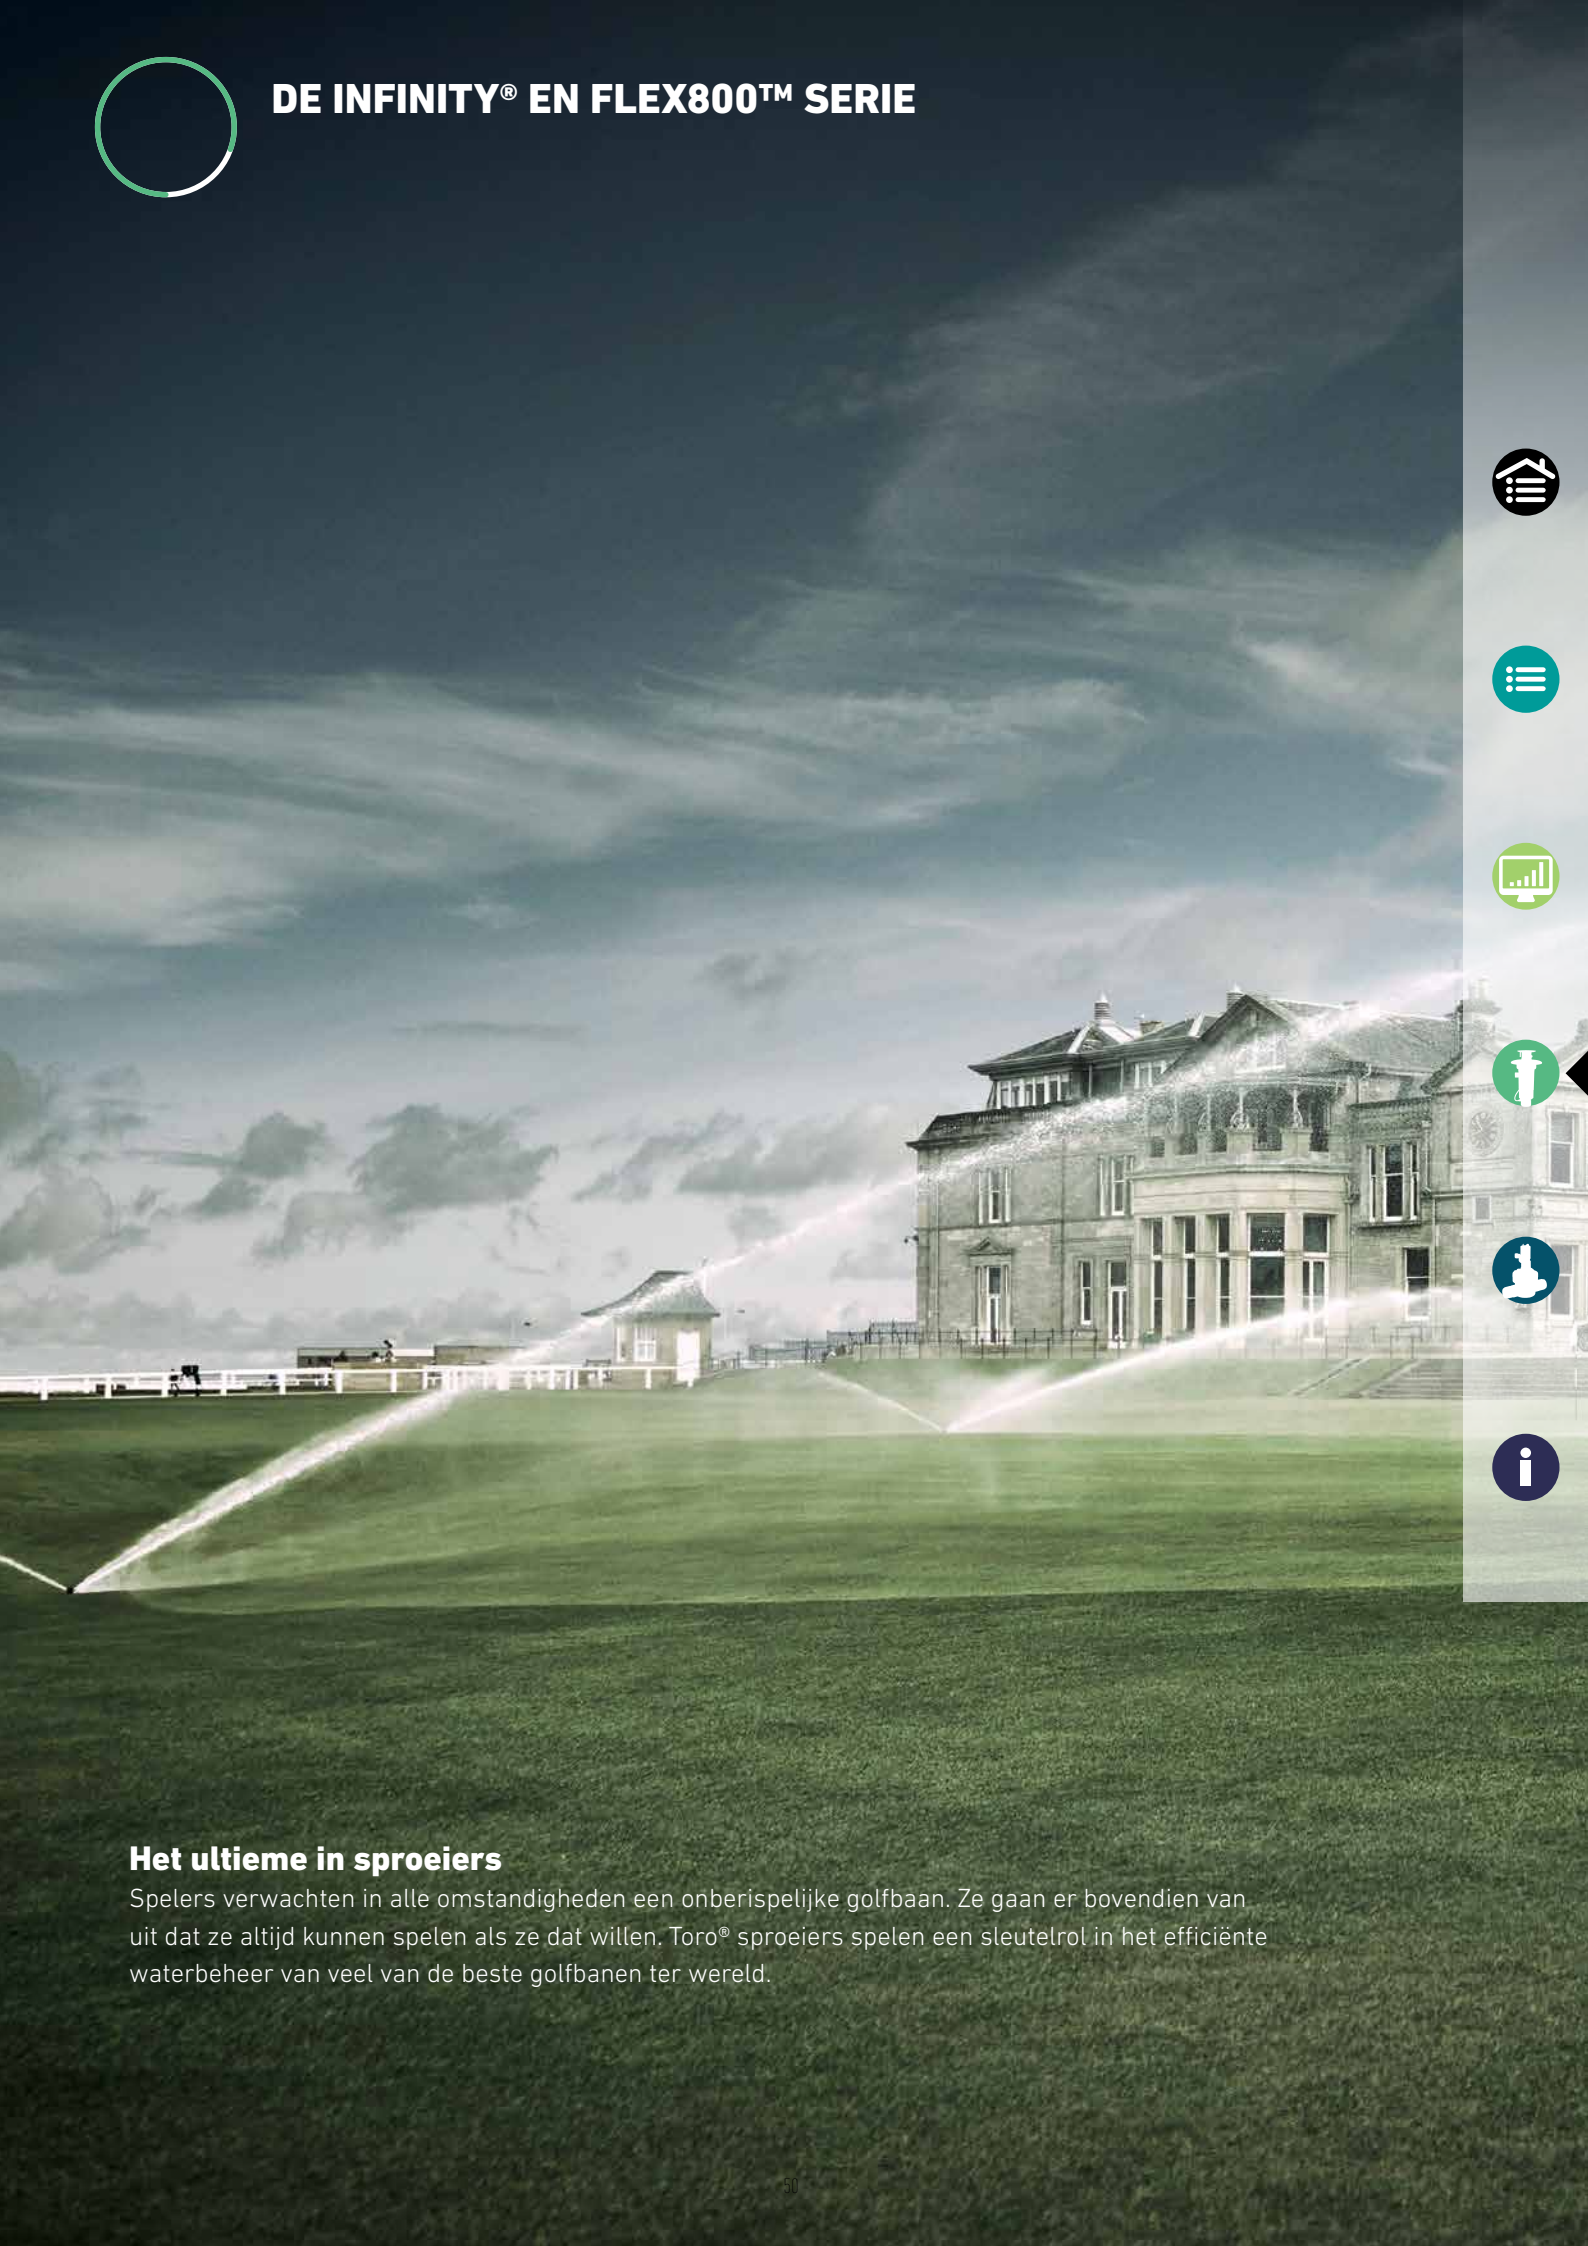 DE INFINITY® EN FLEX800™ SERIE
Het ultieme in sproeiers
Spelers verwachten in alle omstandigheden een onberispelijke golfbaan. Ze gaan er bovendien van
uit dat ze altijd kunnen spelen als ze dat willen. Toro® sproeiers spelen een sleutelrol in het efficiënte
waterbeheer van veel van de beste golfbanen ter wereld.
50